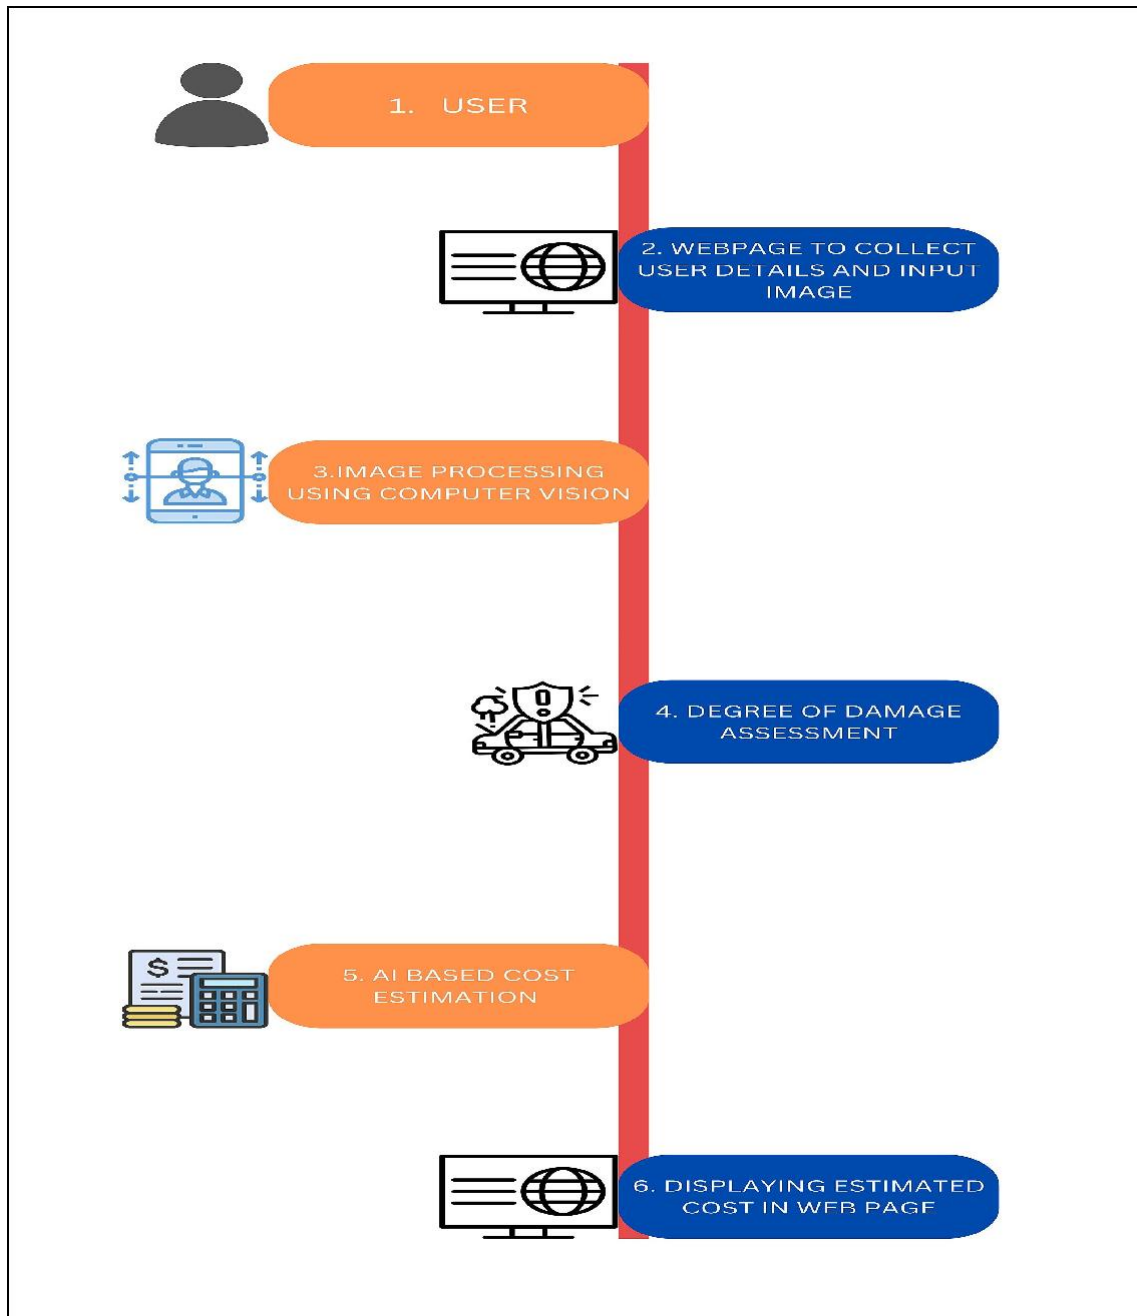 1. USER
2. WEBPAGE TO COLLECT
USER DETAILS AND INPUT
IMAGE
3.IMAGE PROCESSING
USING COMPUTER VISION
4. DEGREE OF DAMAGE
ASSESSMENT
$
5. AI BASED COST
ESTIMATION
6. DISPLAYING ESTIMATED
COST IN WEB PAGE